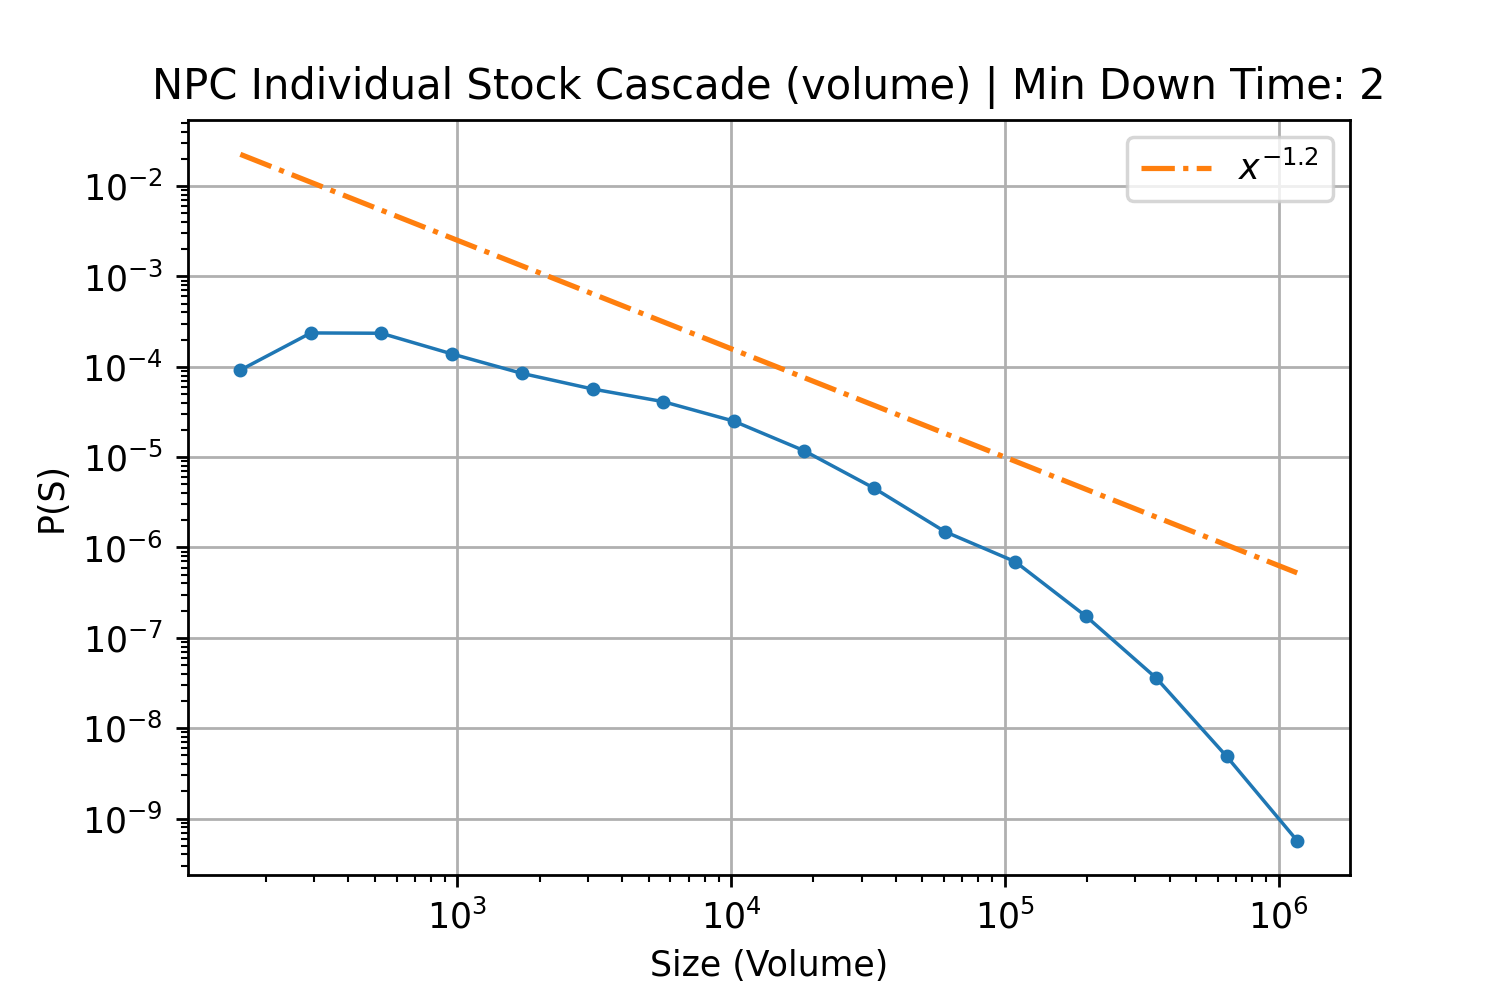 NPC Individual Stock Cascade (volume) | Min Down Time: 2
x^{-1.2}
10^{-2}
10^{-3}
10^{-4}
10^{-5}
10^{-6}
10^{-7}
10^{-8}
10^{-9}
P(S)
10^{3} 10^{4} 10^{5} 10^{6}
Size (Volume)